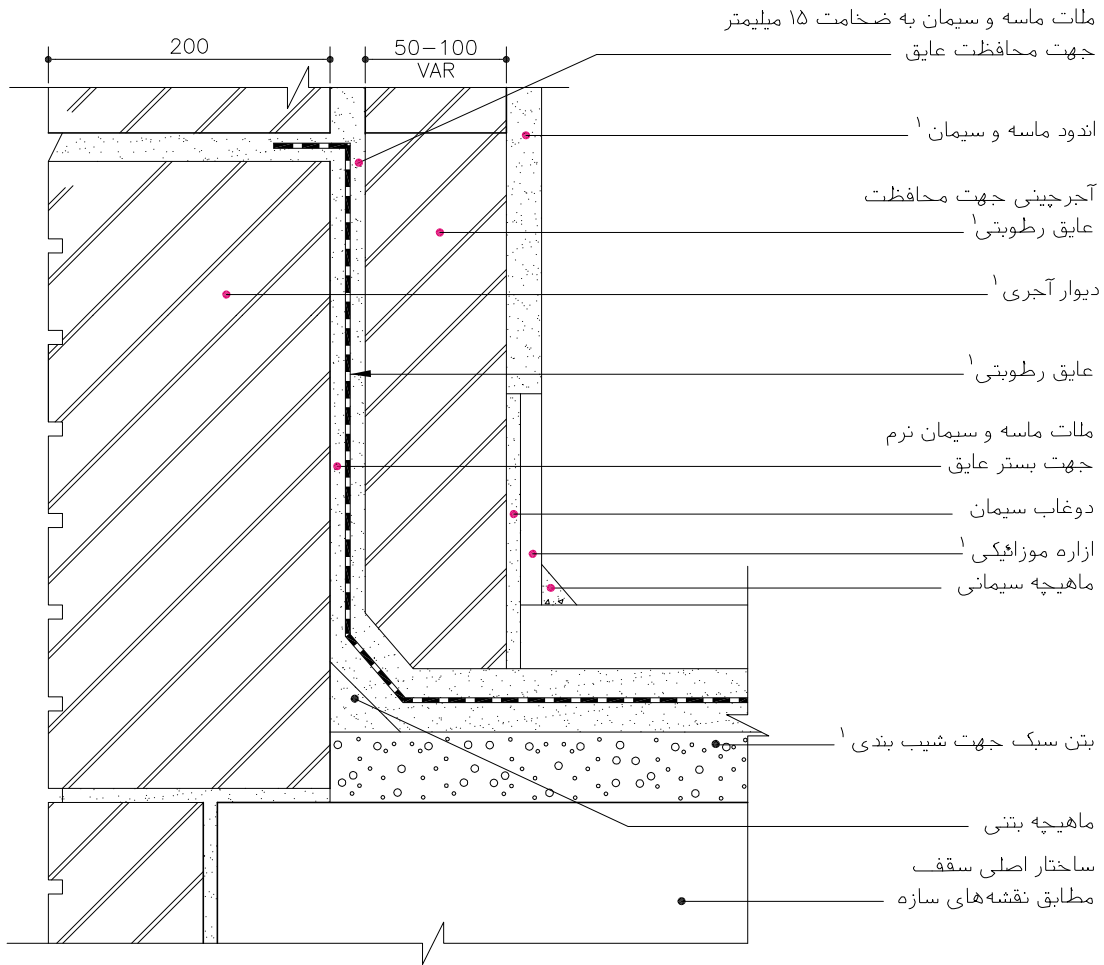 ملات ماسه و سیمان به ضخامت ۱۵ میلیمتر
جهت محافظت عایق
200
50-100
VAR
اندود ماسه و سیمان ۱
آجرچینی جهت محافظت
عایق رطوبتی۱
دیوار آجری ۱
عایق رطوبتی۱
ملات ماسه و سیمان نرم
جهت بستر عایق
دوغاب سیمان
ازاره موزائیکی ۱
ماهیچه سیمانی
بتن سبک جهت شیب بندی ۱
ماهیچه بتنی
ساختار اصلی سقف
مطابق نقشه‌های سازه